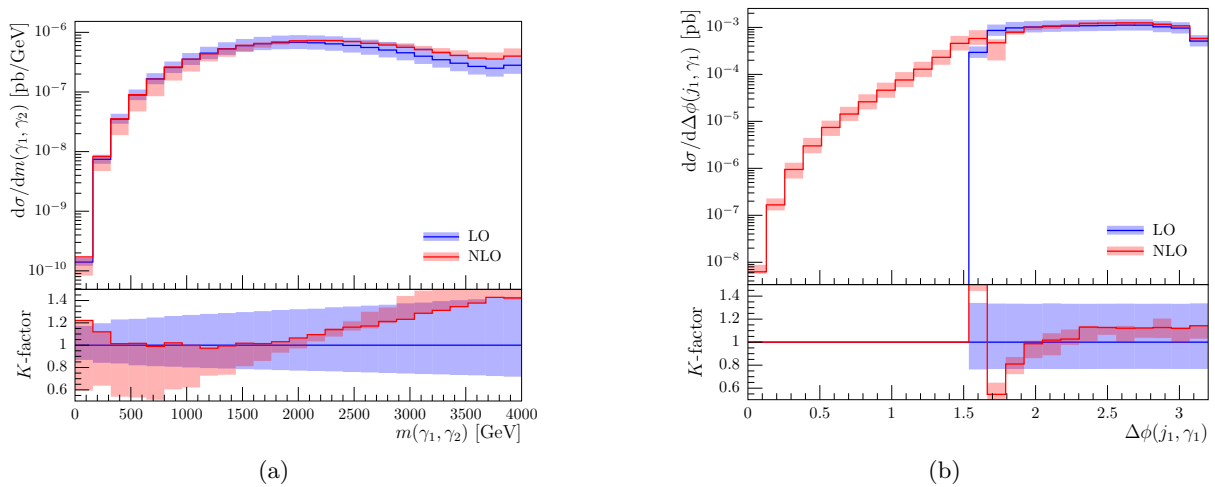 dσ/dm(γ₁, γ₂) [pb/GeV]
10⁻⁶
10⁻⁷
10⁻⁸
10⁻⁹
10⁻¹⁰
LO
NLO
K-factor
1.4
1.2
1
0.8
0.6
0 500 1000 1500 2000 2500 3000 3500 4000
m(γ₁, γ₂) [GeV]
(a)
dσ/dΔϕ(j₁, γ₁) [pb]
10⁻³
10⁻⁴
10⁻⁵
10⁻⁶
10⁻⁷
10⁻⁸
LO
NLO
K-factor
1.4
1.2
1
0.8
0.6
0 0.5 1 1.5 2 2.5 3
Δϕ(j₁, γ₁)
(b)